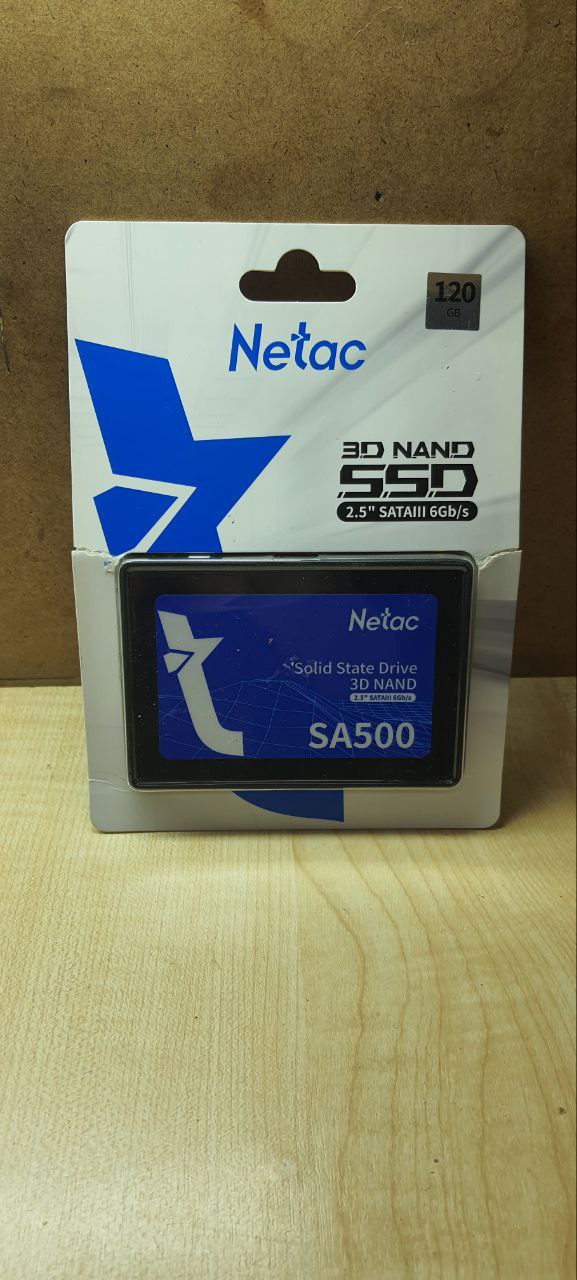 120
GB
Netac
3D NAND
SSD
2.5" SATAIII 6Gb/s
Netac
Solid State Drive
3D NAND
2.5" SATAIII 6Gb/s
SA500